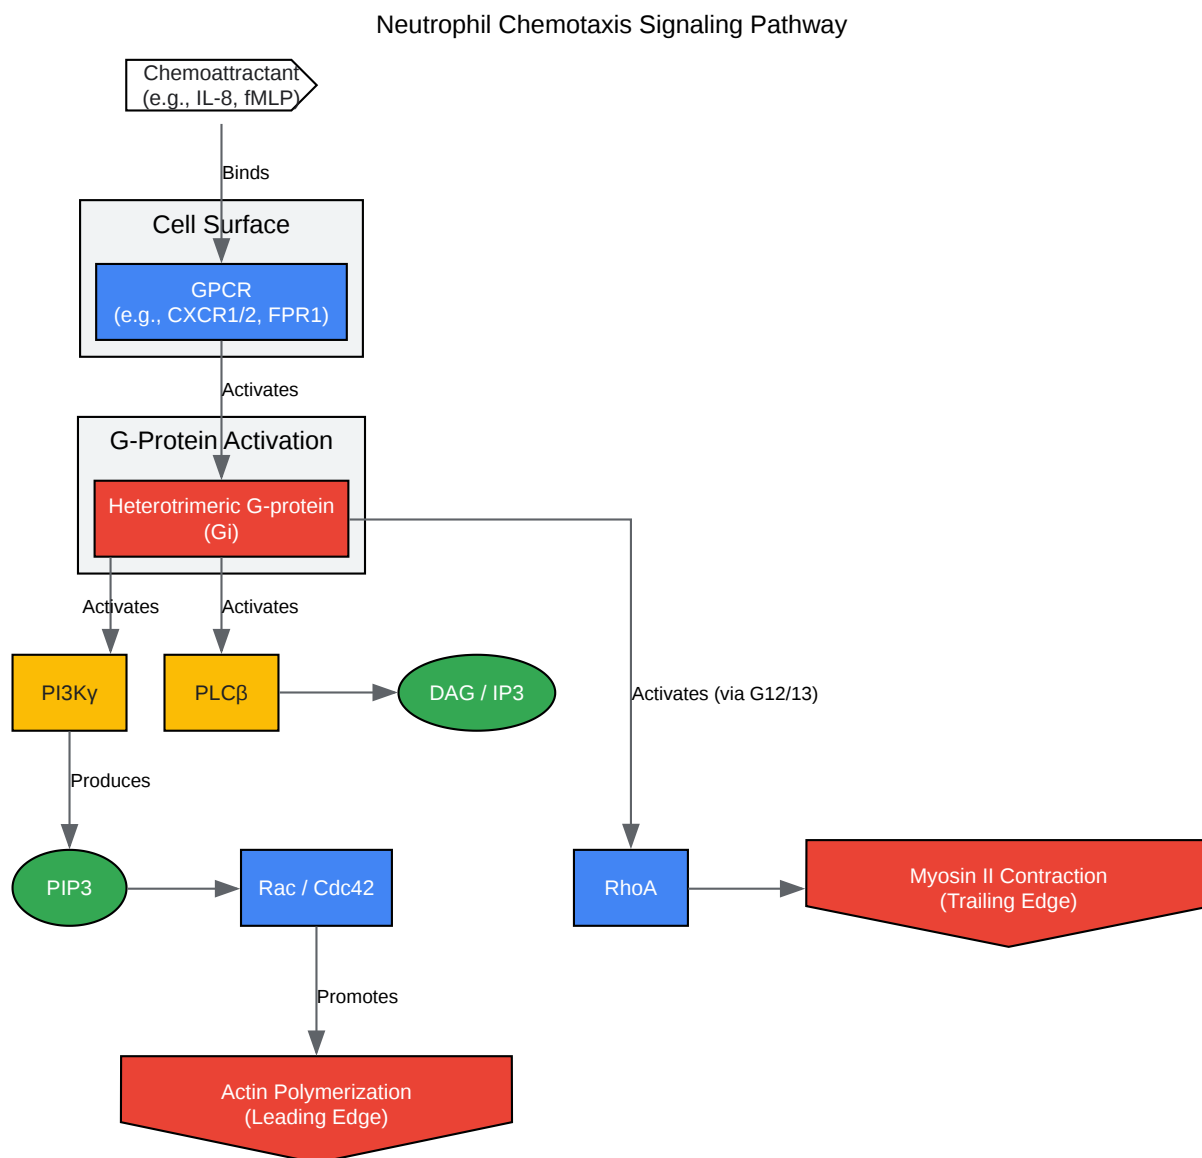 Neutrophil Chemotaxis Signaling Pathway
Chemoattractant
(e.g., IL-8, fMLP)
Binds
Cell Surface
GPCR
(e.g., CXCR1/2, FPR1)
Activates
G-Protein Activation
Heterotrimeric G-protein
(Gi)
Activates
Activates
PI3Kγ
PLCβ
DAG / IP3
Activates (via G12/13)
Produces
PIP3
Rac / Cdc42
RhoA
Myosin II Contraction
(Trailing Edge)
Promotes
Actin Polymerization
(Leading Edge)